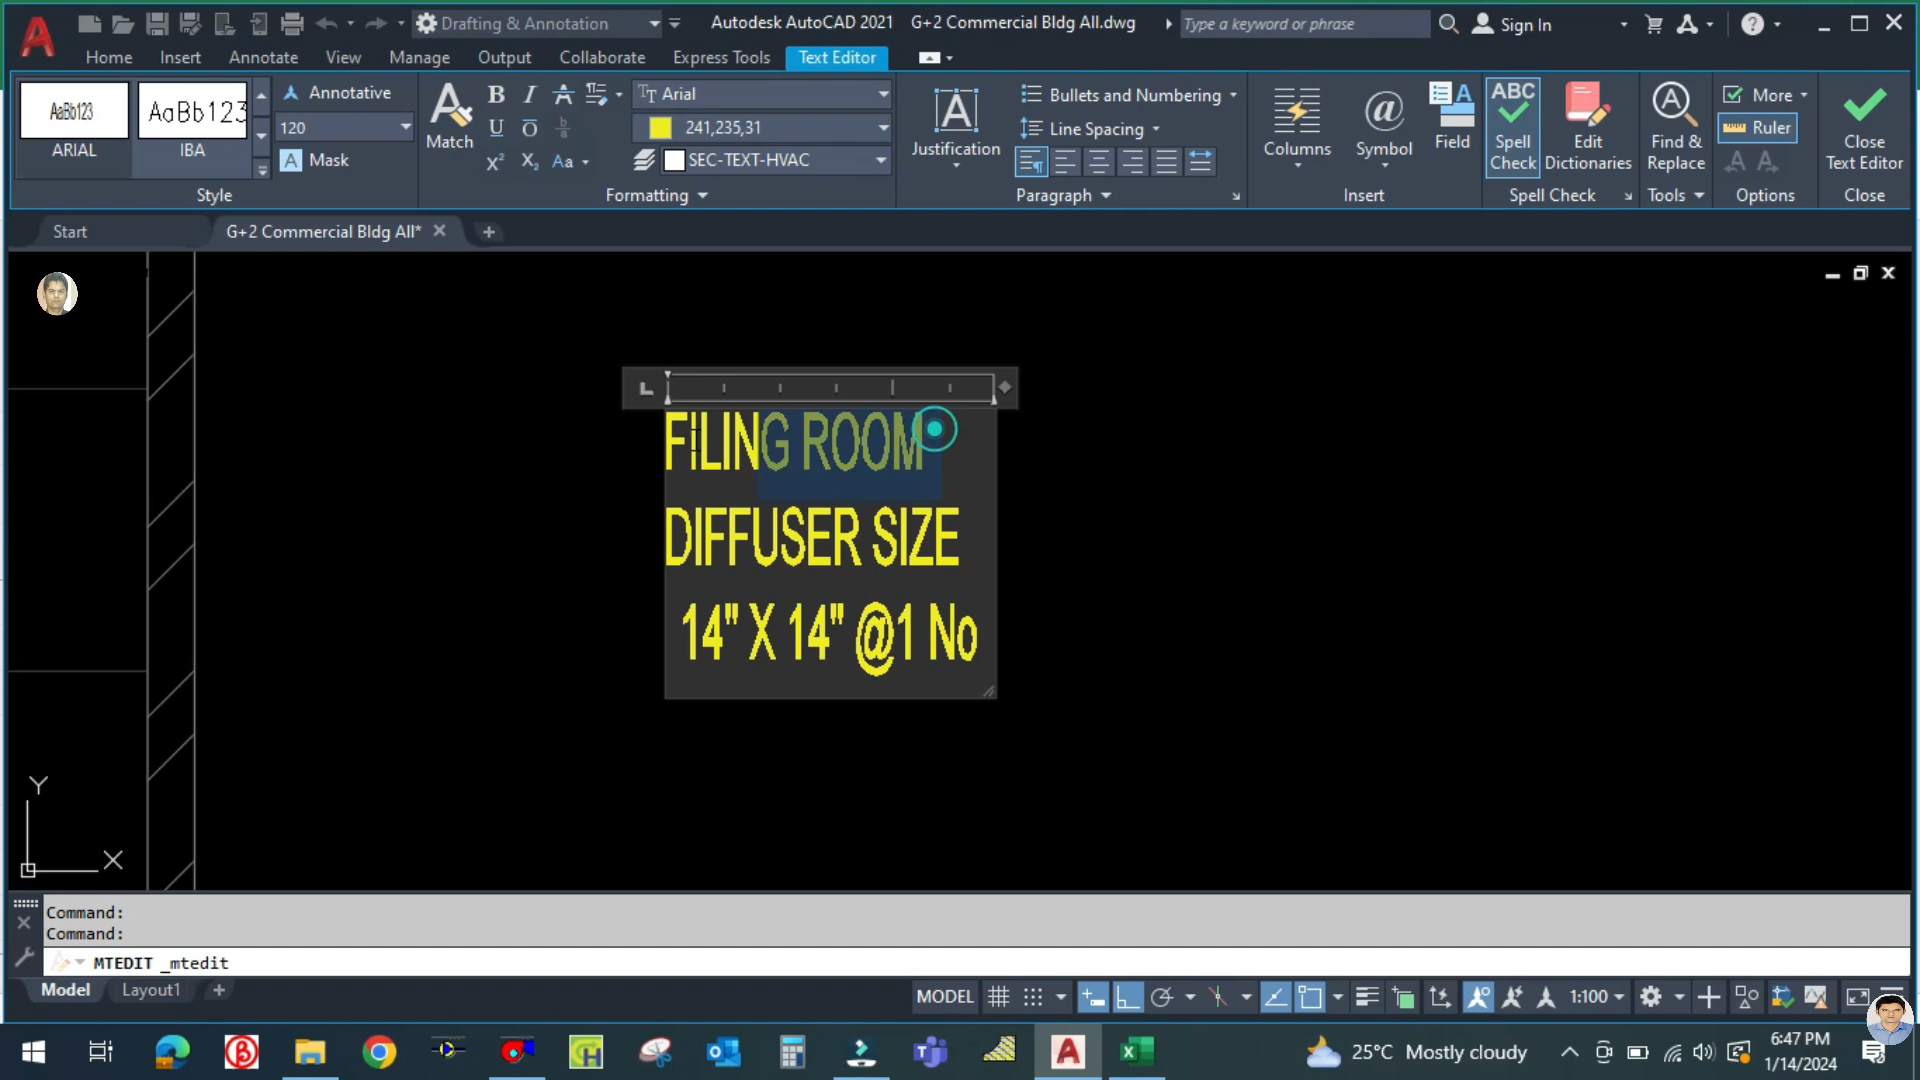 Drafting & Annotation
Autodesk AutoCAD 2021 G+2 Commercial Bldg All.dwg
Type a keyword or phrase
Sign In
Home Insert Annotate View Manage Output Collaborate Express Tools Text Editor
AaBb123
ARIAL
AaBb123
IBA
Annotative
120
Mask
Style
Match
Arial
241,235,31
SEC-TEXT-HVAC
Formatting
Justification
Bullets and Numbering
Line Spacing
Paragraph
Columns
Symbol
Field
Insert
ABC
Spell
Check
Edit
Dictionaries
Spell Check
Find &
Replace
Tools
More
Ruler
Options
Close
Text Editor
Close
Start
G+2 Commercial Bldg All*
FILING ROOM
DIFFUSER SIZE
14" X 14" @1 No
Y
X
Command:
Command:
MTEDIT _mtedit
Model Layout1
MODEL
1:100
25°C Mostly cloudy
6:47 PM
1/14/2024